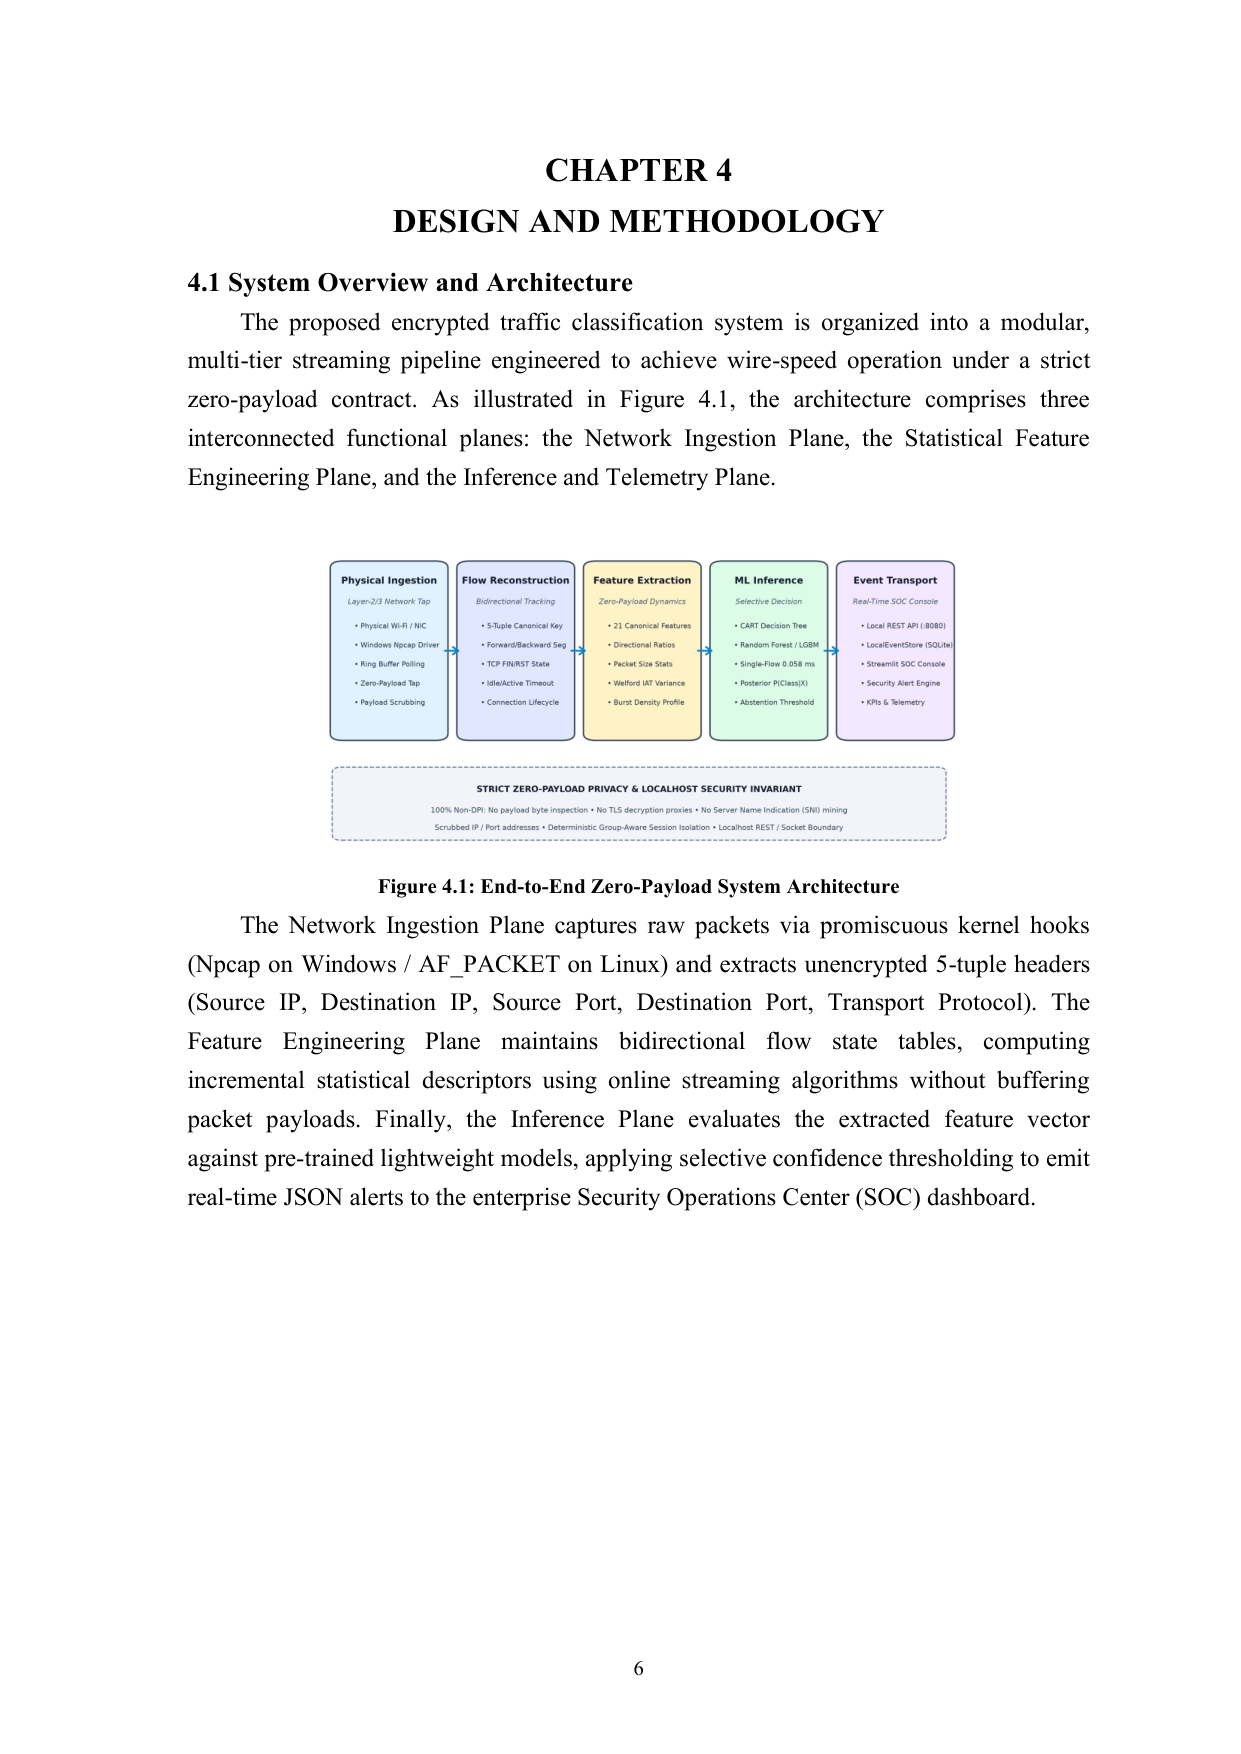 CHAPTER 4
DESIGN AND METHODOLOGY
4.1 System Overview and Architecture
The proposed encrypted traffic classification system is organized into a modular,
multi-tier streaming pipeline engineered to achieve wire-speed operation under a strict
zero-payload contract. As illustrated in Figure 4.1, the architecture comprises three
interconnected functional planes: the Network Ingestion Plane, the Statistical Feature
Engineering Plane, and the Inference and Telemetry Plane.
Physical Ingestion
Layer-2/3 Network Tap
• Physical Wi-Fi / NIC
• Windows Npcap Driver
• Ring Buffer Polling
• Zero-Payload Tap
• Payload Scrubbing
Flow Reconstruction
Bidirectional Tracking
• 5-Tuple Canonical Key
• Forward/Backward Seg
• TCP FIN/RST State
• Idle/Active Timeout
• Connection Lifecycle
Feature Extraction
Zero-Payload Dynamics
• 21 Canonical Features
• Directional Ratios
• Packet Size Stats
• Welford IAT Variance
• Burst Density Profile
ML Inference
Selective Decision
• CART Decision Tree
• Random Forest / LGBM
• Single-Flow 0.058 ms
• Posterior P(Class|X)
• Abstention Threshold
Event Transport
Real-Time SOC Console
• Local REST API (:8080)
• LocalEventStore (SQLite)
• Streamlit SOC Console
• Security Alert Engine
• KPIs & Telemetry
STRICT ZERO-PAYLOAD PRIVACY & LOCALHOST SECURITY INVARIANT
100% Non-DPI: No payload byte inspection • No TLS decryption proxies • No Server Name Indication (SNI) mining
Scrubbed IP / Port addresses • Deterministic Group-Aware Session Isolation • Localhost REST / Socket Boundary
Figure 4.1: End-to-End Zero-Payload System Architecture
The Network Ingestion Plane captures raw packets via promiscuous kernel hooks
(Npcap on Windows / AF_PACKET on Linux) and extracts unencrypted 5-tuple headers
(Source IP, Destination IP, Source Port, Destination Port, Transport Protocol). The
Feature Engineering Plane maintains bidirectional flow state tables, computing
incremental statistical descriptors using online streaming algorithms without buffering
packet payloads. Finally, the Inference Plane evaluates the extracted feature vector
against pre-trained lightweight models, applying selective confidence thresholding to emit
real-time JSON alerts to the enterprise Security Operations Center (SOC) dashboard.
6